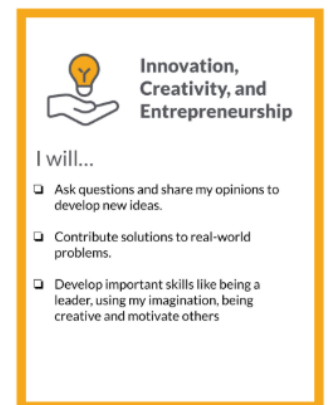 Innovation,
Creativity, and
Entrepreneurship
I will...
❏ Ask questions and share my opinions to
develop new ideas.
❏ Contribute solutions to real-world
problems.
❏ Develop important skills like being a
leader, using my imagination, being
creative and motivate others